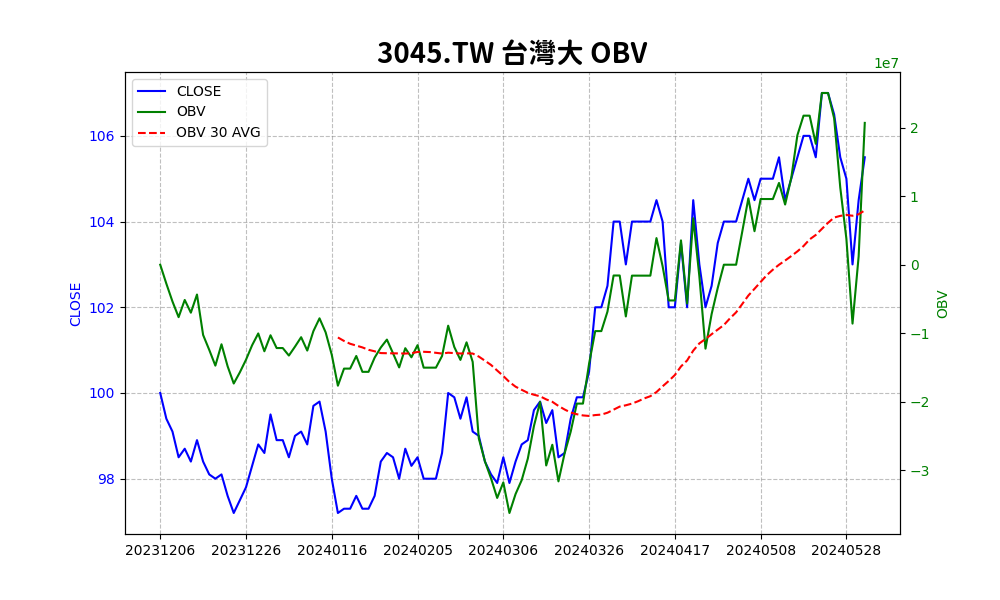 3045.TW 台灣大 OBV
1e7
CLOSE
OBV
OBV 30 AVG
106
104
102
100
98
CLOSE
2
1
0
−1
−2
−3
OBV
20231206 20231226 20240116 20240205 20240306 20240326 20240417 20240508 20240528